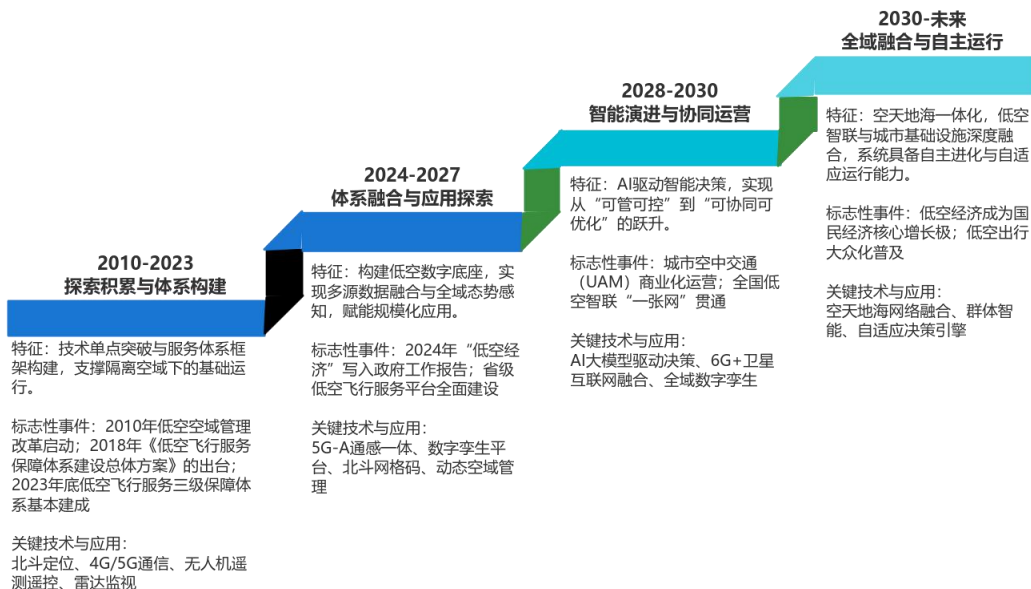 2010-2023
探索积累与体系构建
特征：技术单点突破与服务体系框
架构建，支撑隔离空域下的基础运
行。
标志性事件：2010年低空空域管理
改革启动；2018年《低空飞行服务
保障体系建设总体方案》的出台；
2023年底低空飞行服务三级保障体
系基本建成
关键技术与应用：
北斗定位、4G/5G通信、无人机遥
测遥控、雷达监视
2024-2027
体系融合与应用探索
特征：构建低空数字底座，实
现多源数据融合与全域态势感
知，赋能规模化应用。
标志性事件：2024年“低空经
济”写入政府工作报告；省级
低空飞行服务平台全面建设
关键技术与应用：
5G-A通感一体、数字孪生平
台、北斗网格码、动态空域管
理
2028-2030
智能演进与协同运营
特征：AI驱动智能决策，实现
从“可管可控”到“可协同可
优化”的跃升。
标志性事件：城市空中交通
（UAM）商业化运营；全国低
空智联“一张网”贯通
关键技术与应用：
AI大模型驱动决策、6G+卫星
互联网融合、全域数字孪生
2030-未来
全域融合与自主运行
特征：空天地海一体化，低空
智联与城市基础设施深度融
合，系统具备自主进化与自适
应运行能力。
标志性事件：低空经济成为国
民经济核心增长极；低空出行
大众化普及
关键技术与应用：
空天地海网络融合、群体智
能、自适应决策引擎